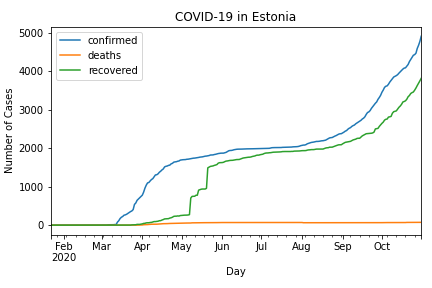 COVID-19 in Estonia
confirmed
deaths
recovered
5000
4000
3000
2000
1000
0
Number of Cases
Feb Mar Apr May Jun Jul Aug Sep Oct
2020
Day